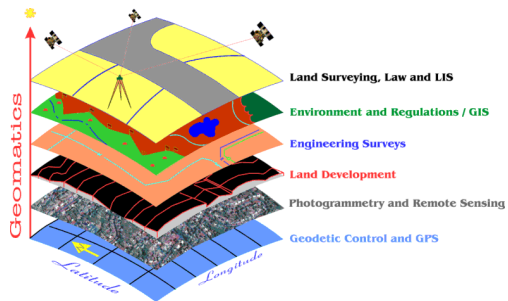 Geomatics
Land Surveying, Law and LIS
Environment and Regulations / GIS
Engineering Surveys
Land Development
Photogrammetry and Remote Sensing
Geodetic Control and GPS
Latitude
Longitude